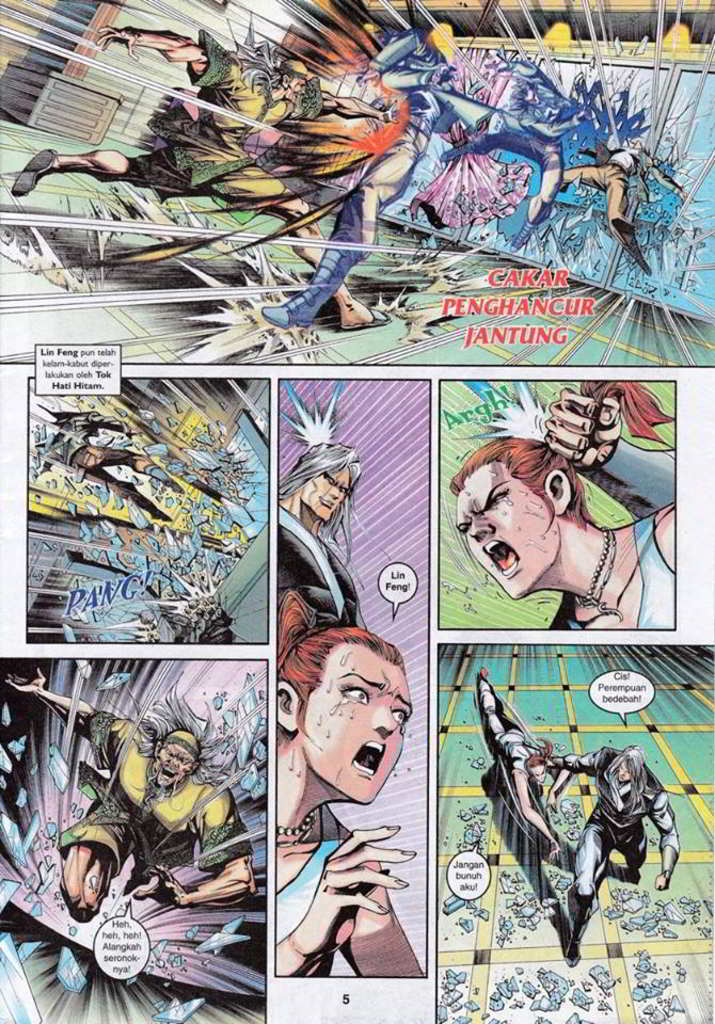 CAKAR
PENGHANCUR
JANTUNG
Lin Feng pun telah
kelam-kabut diper-
lakukan oleh Tok
Hati Hitam.
PANG!
Lin
Feng!
Argh!
Heh,
heh, heh!
Alangkah
seronok-
nya!
Cis!
Perempuan
bedebah!
Jangan
bunuh
aku!
5